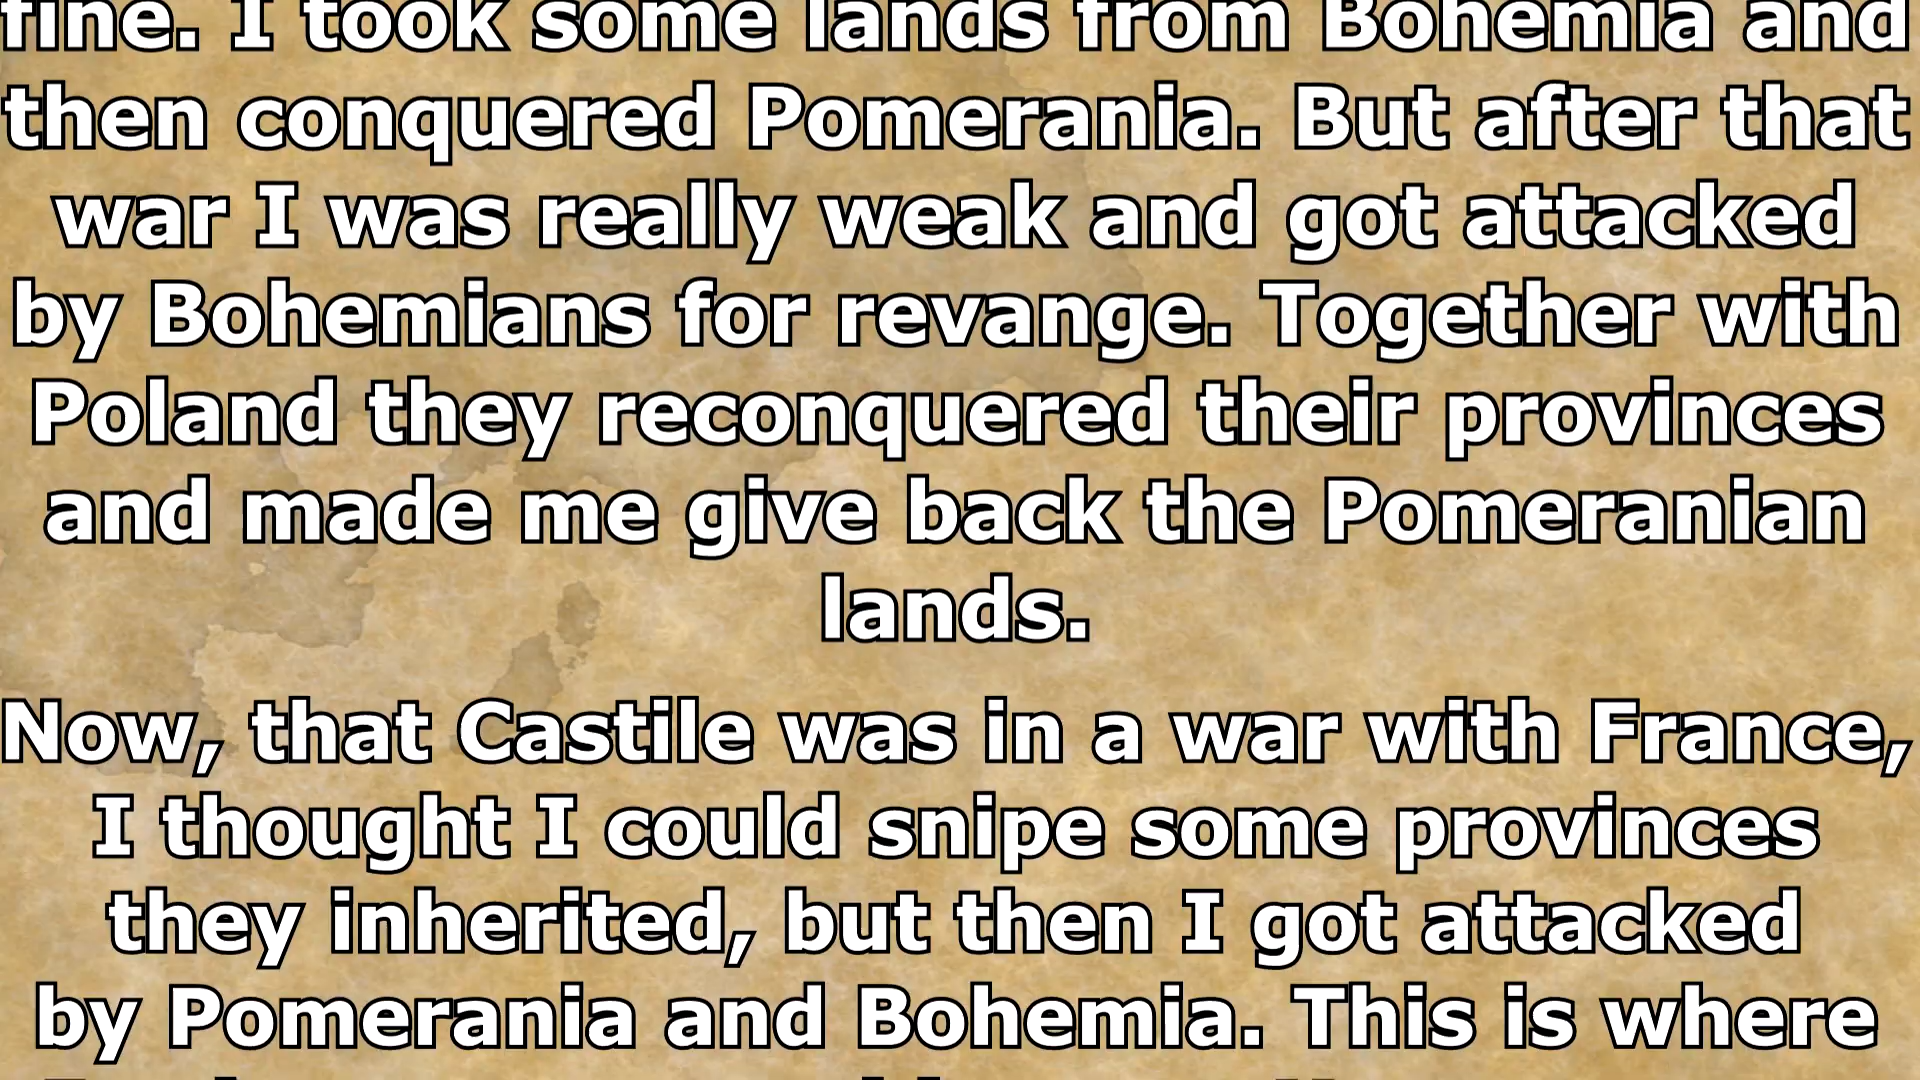 fine. I took some lands from Bohemia and
then conquered Pomerania. But after that
war I was really weak and got attacked
by Bohemians for revange. Together with
Poland they reconquered their provinces
and made me give back the Pomeranian
lands.
Now, that Castile was in a war with France,
I thought I could snipe some provinces
they inherited, but then I got attacked
by Pomerania and Bohemia. This is where